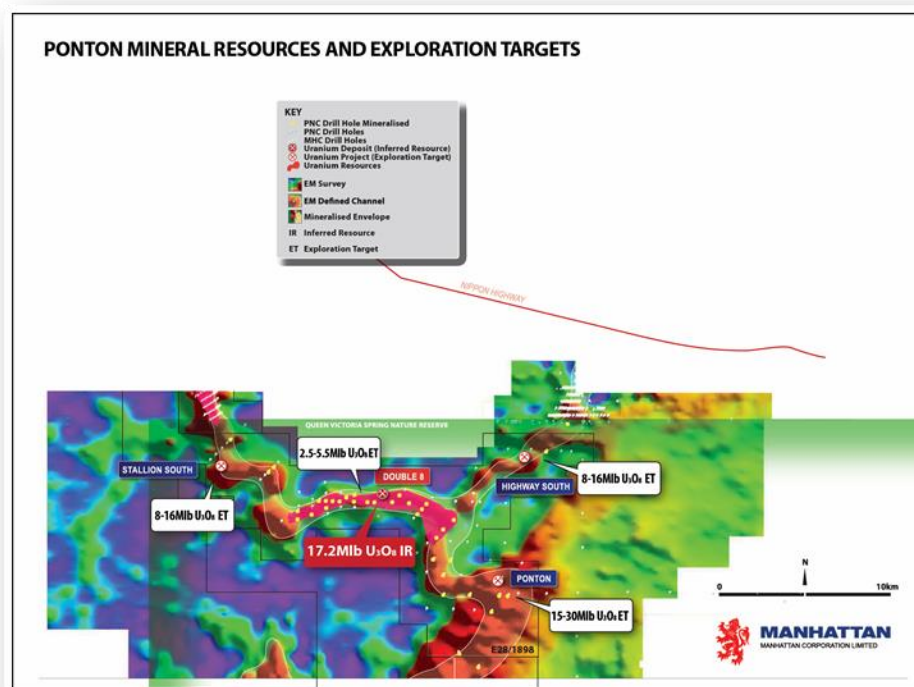 PONTON MINERAL RESOURCES AND EXPLORATION TARGETS
KEY
PNC Drill Hole Mineralised
PNC Drill Holes
MHC Drill Holes
Uranium Deposit (Inferred Resource)
Uranium Project (Exploration Target)
Uranium Resources
EM Survey
EM Defined Channel
Mineralised Envelope
IR Inferred Resource
ET Exploration Target
NIPPON HIGHWAY
QUEEN VICTORIA SPRING NATURE RESERVE
2.5-5.5Mlb U₃O₈ ET
STALLION SOUTH
DOUBLE 8
HIGHWAY SOUTH
8-16Mlb U₃O₈ ET
8-16Mlb U₃O₈ ET
17.2Mlb U₃O₈ IR
PONTON
15-30Mlb U₃O₈ ET
E28/1898
N
0 10km
MANHATTAN
MANHATTAN CORPORATION LIMITED